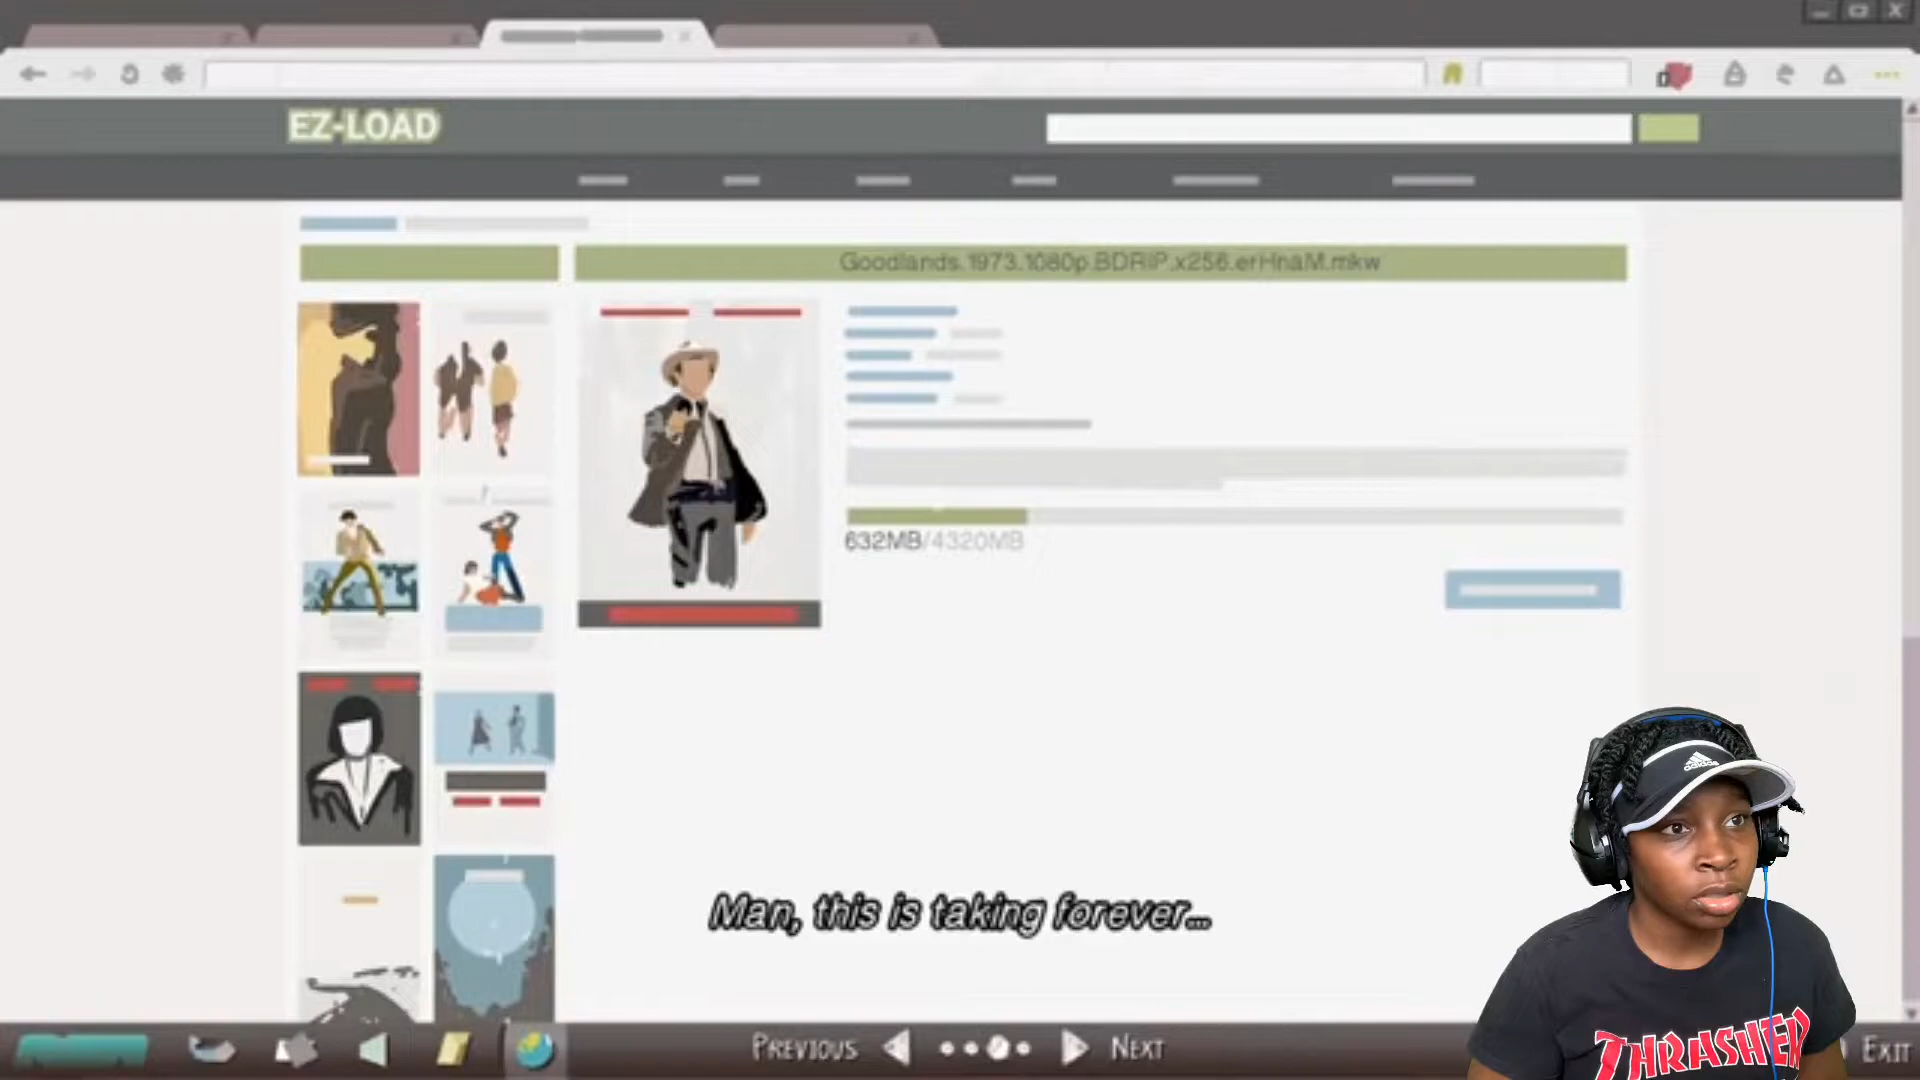 EZ-LOAD
Goodlands.1973.1080p.BDRIP.x256.erHnaM.mkw
632MB/4320MB
adidas
Man, this is taking forever...
THRASHER
PREVIOUS
NEXT
EXIT